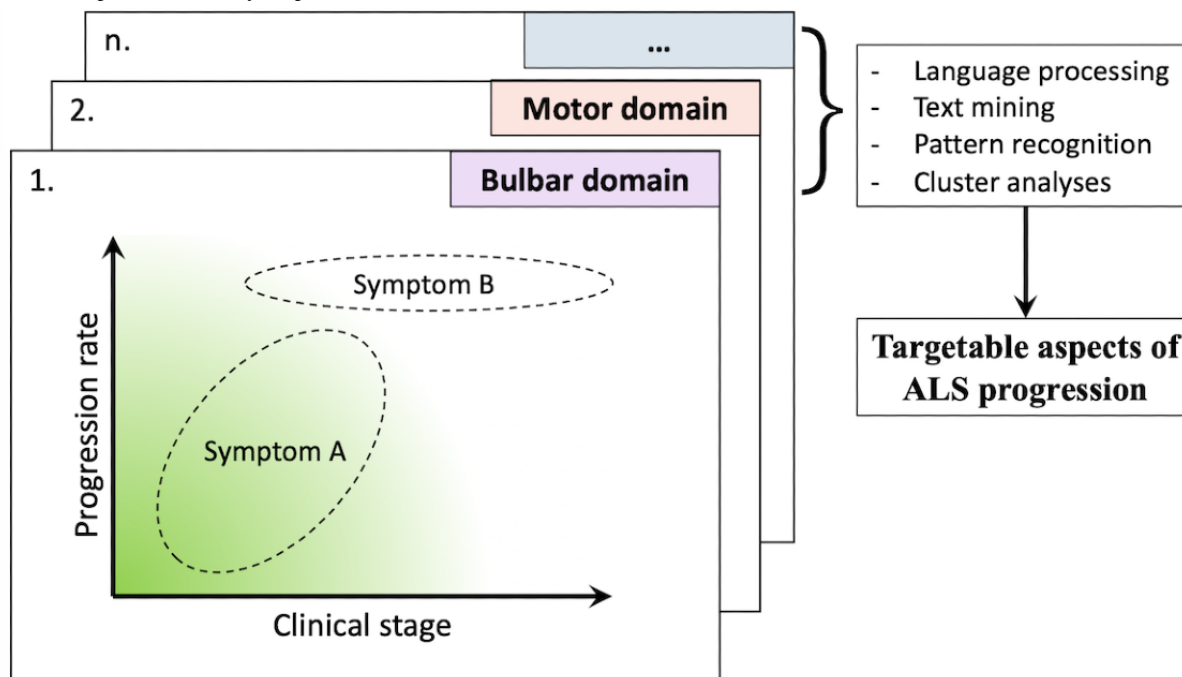 n.
...
2.
Motor domain
1.
Bulbar domain
Progression rate
Symptom B
Symptom A
Clinical stage
- Language processing
- Text mining
- Pattern recognition
- Cluster analyses
Targetable aspects of
ALS progression